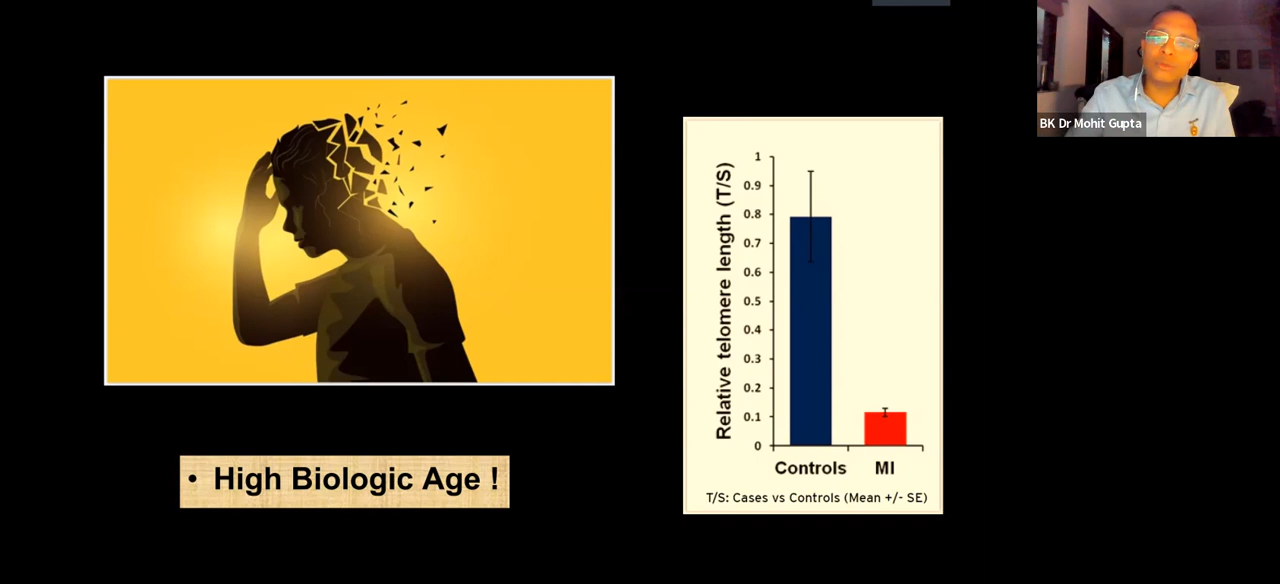 BK Dr Mohit Gupta
• High Biologic Age !
Relative telomere length (T/S)
1
0.9
0.8
0.7
0.6
0.5
0.4
0.3
0.2
0.1
0
Controls MI
T/S: Cases vs Controls (Mean +/- SE)